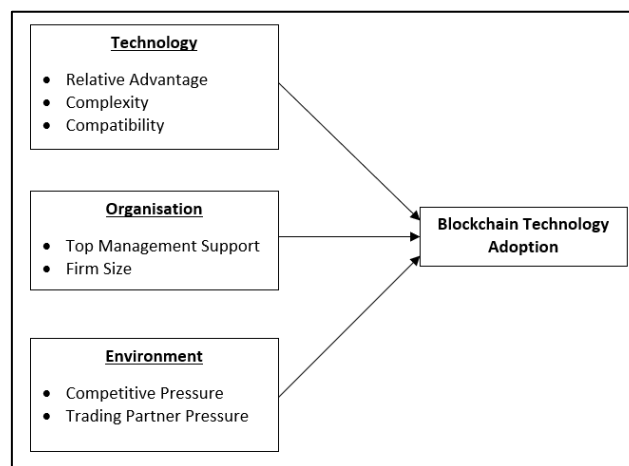 Technology
• Relative Advantage
• Complexity
• Compatibility
Organisation
• Top Management Support
• Firm Size
Environment
• Competitive Pressure
• Trading Partner Pressure
Blockchain Technology
Adoption